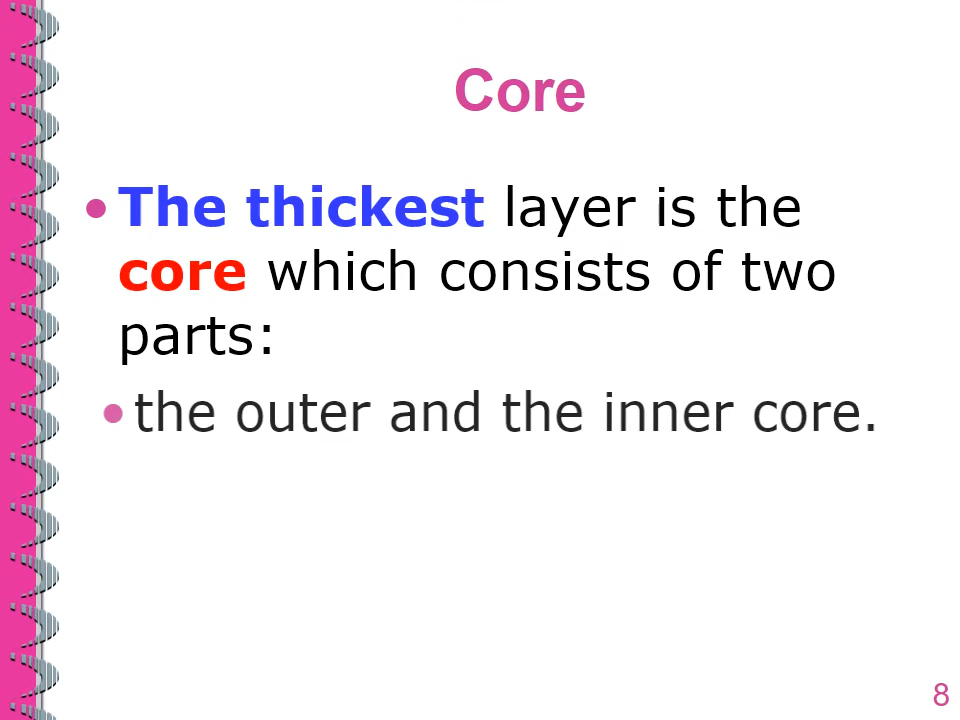 Core
•The thickest layer is the
core which consists of two
parts:
•the outer and the inner core.
8